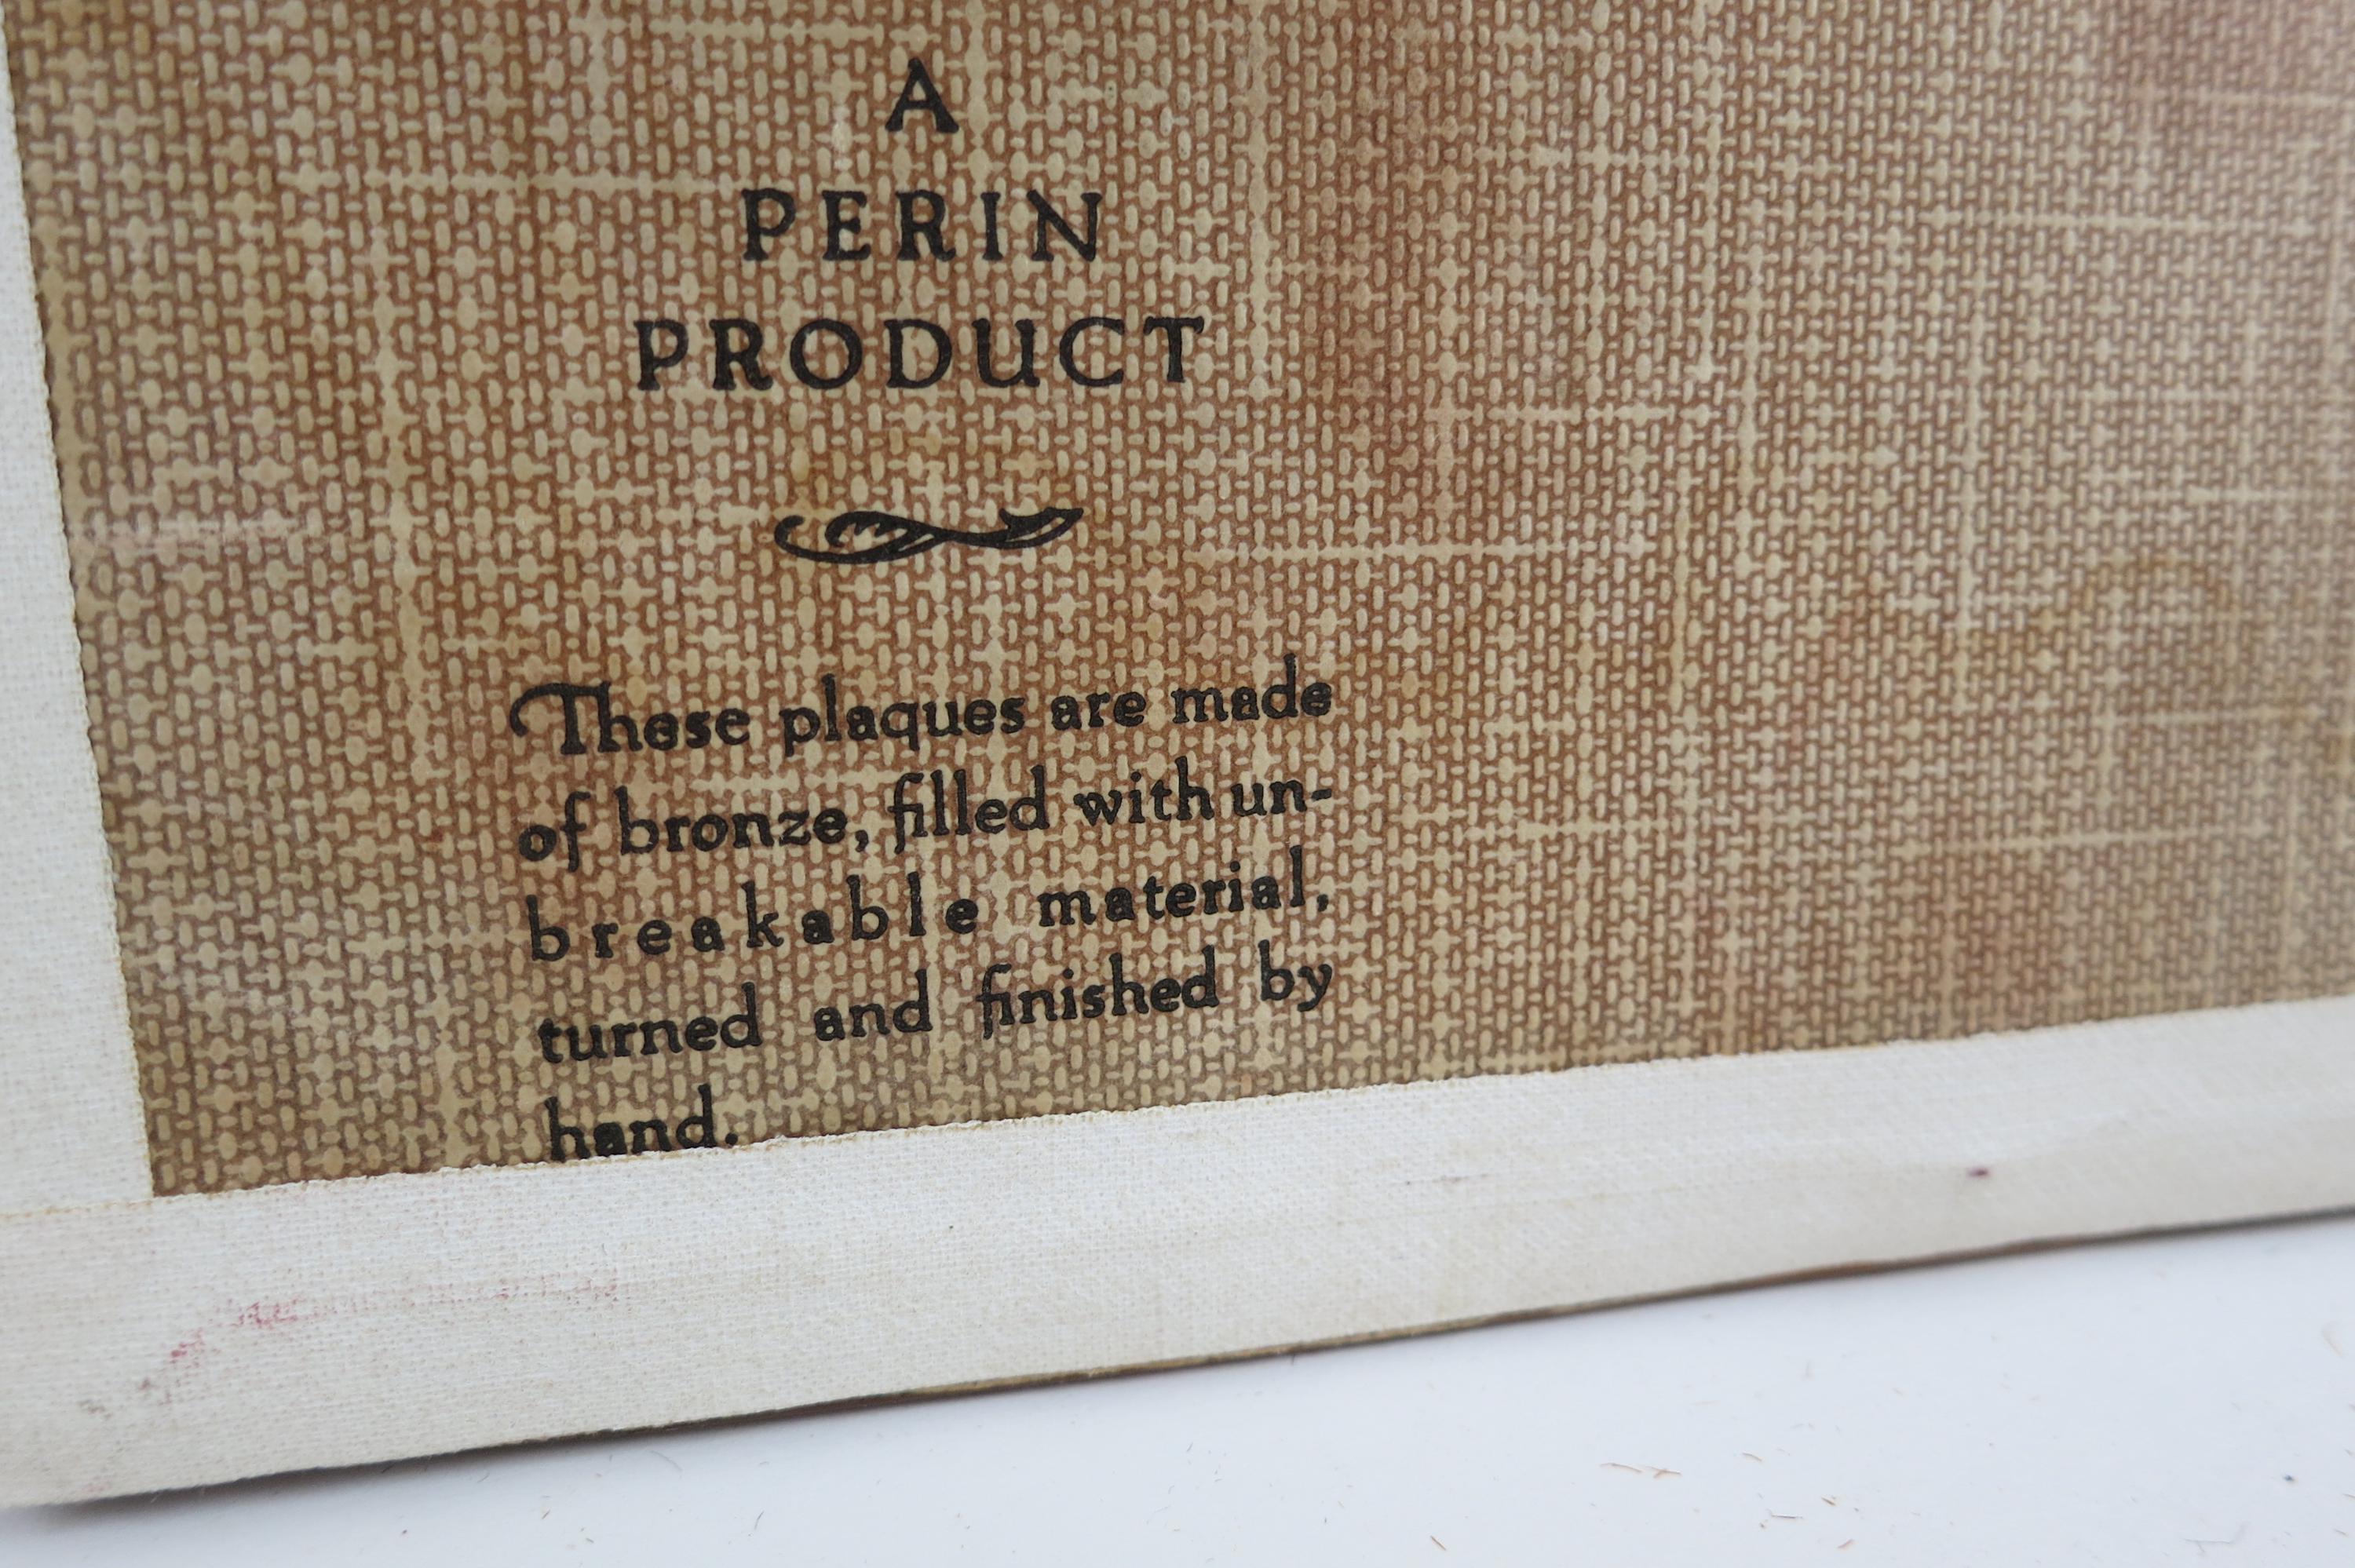 A
PERIN
PRODUCT
These plaques are made
of bronze, filled with un-
breakable material,
turned and finished by
hand.